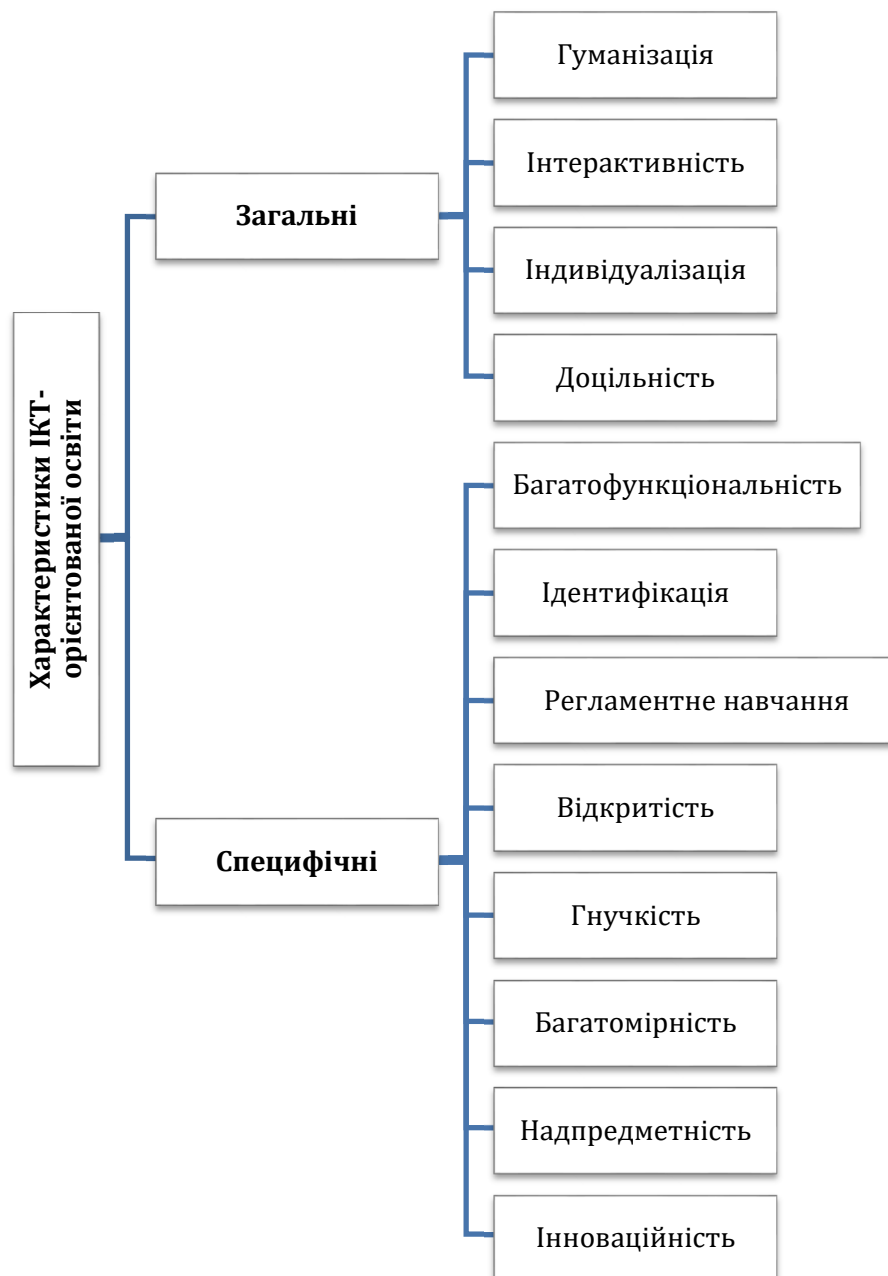 Характеристики ІКТ-
орієнтованої освіти
Загальні
Гуманізація
Інтерактивність
Індивідуалізація
Доцільність
Специфічні
Багатофункціональність
Ідентифікація
Регламентне навчання
Відкритість
Гнучкість
Багатомірність
Надпредметність
Інноваційність